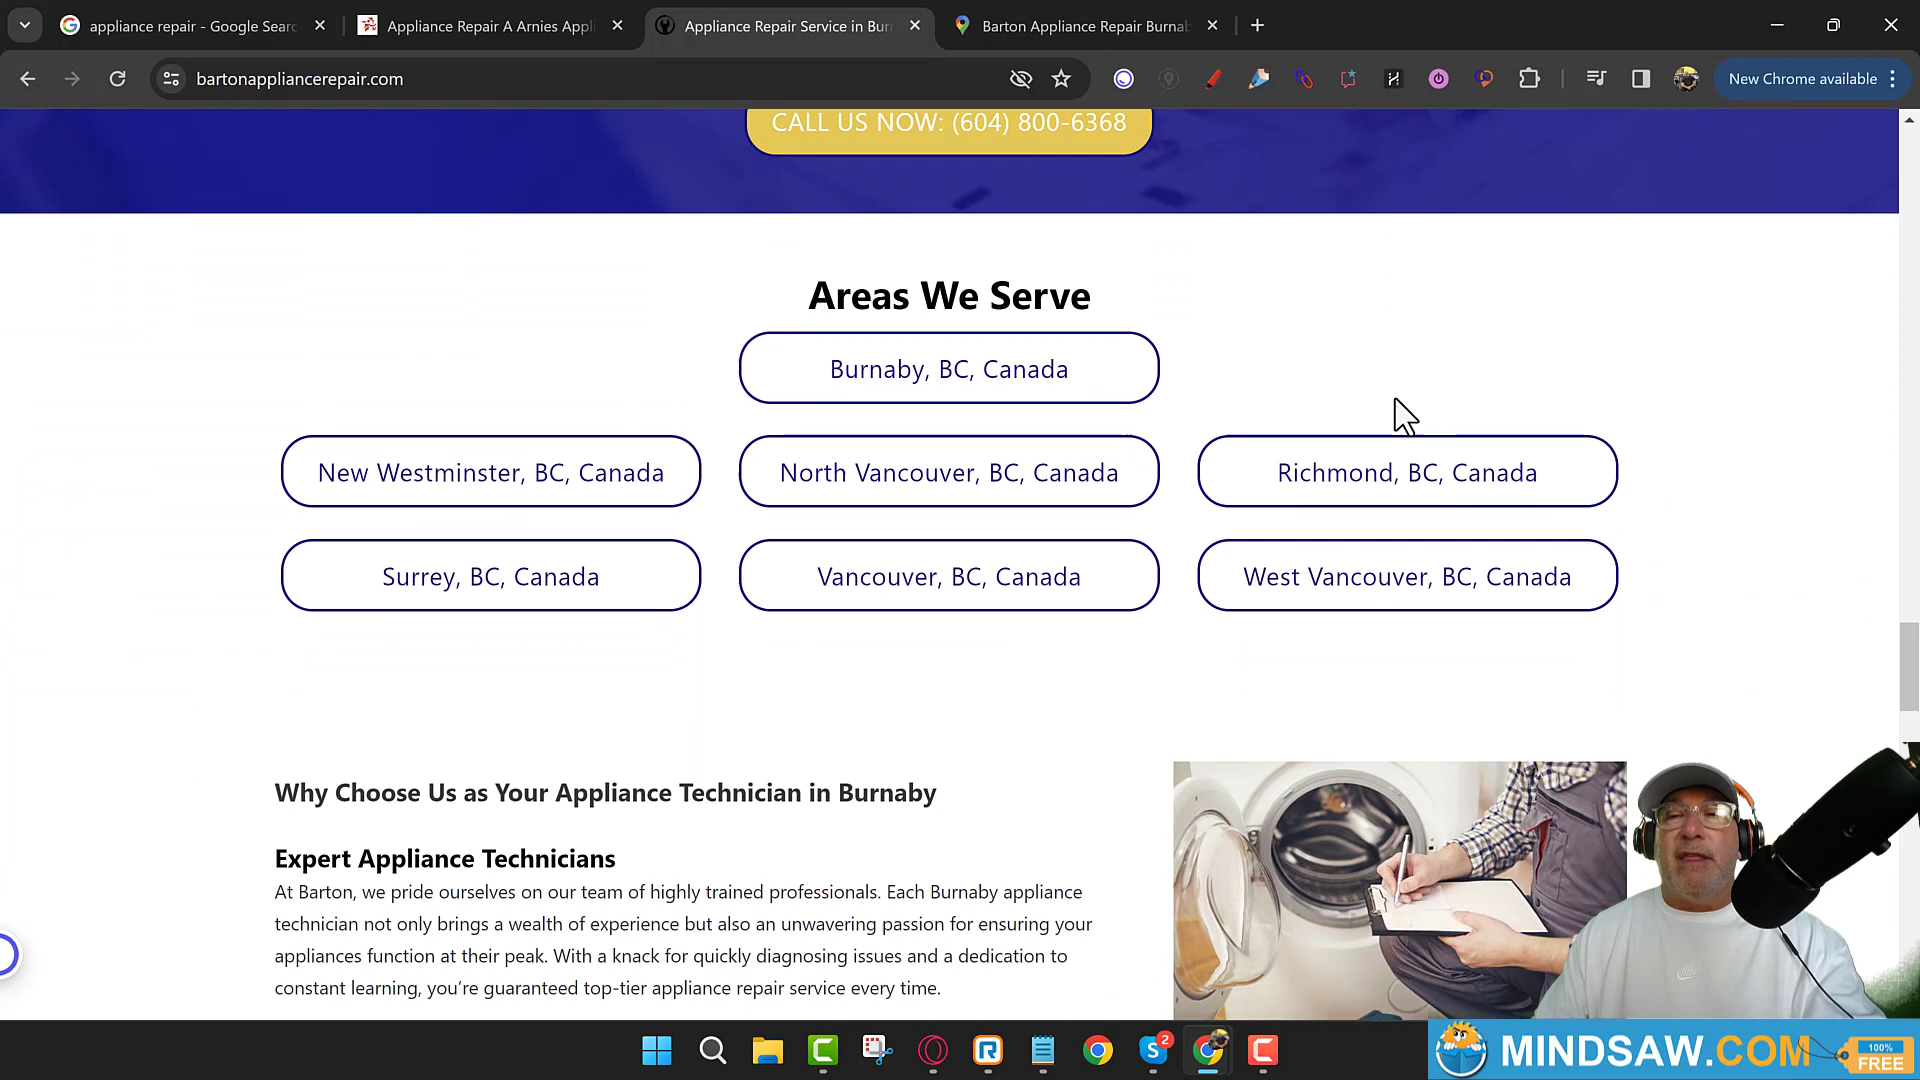 appliance repair - Google Searc
Appliance Repair A Arnies Appli
Appliance Repair Service in Bur
Barton Appliance Repair Burnab
bartonappliancerepair.com
New Chrome available
CALL US NOW: (604) 800-6368
Areas We Serve
Burnaby, BC, Canada
New Westminster, BC, Canada
North Vancouver, BC, Canada
Richmond, BC, Canada
Surrey, BC, Canada
Vancouver, BC, Canada
West Vancouver, BC, Canada
Why Choose Us as Your Appliance Technician in Burnaby
Expert Appliance Technicians
At Barton, we pride ourselves on our team of highly trained professionals. Each Burnaby appliance
technician not only brings a wealth of experience but also an unwavering passion for ensuring your
appliances function at their peak. With a knack for quickly diagnosing issues and a dedication to
constant learning, you’re guaranteed top-tier appliance repair service every time.
2
MINDSAW.COM
100%
FREE